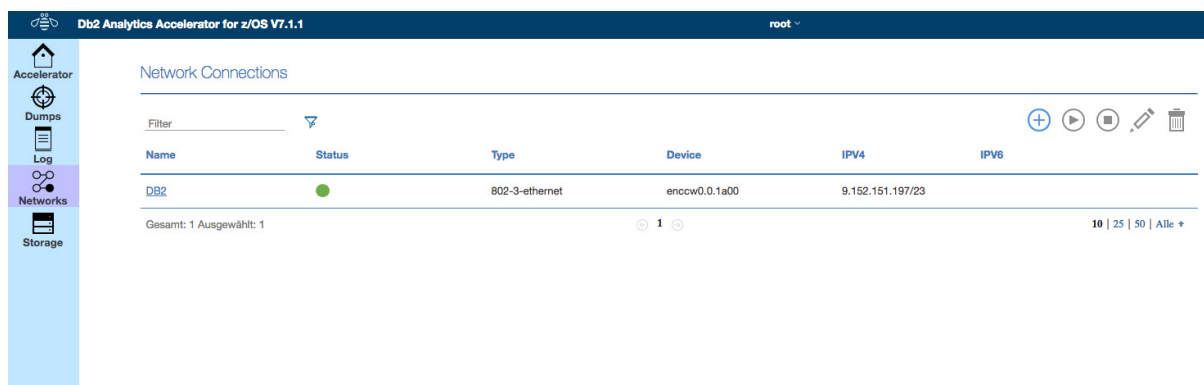 Db2 Analytics Accelerator for z/OS V7.1.1 root
Accelerator
Dumps
Log
Networks
Storage
Network Connections
Filter
Name Status Type Device IPV4 IPV6
DB2 802-3-ethernet enccw0.0.1a00 9.152.151.197/23
Gesamt: 1 Ausgewählt: 1 1 10 | 25 | 50 | Alle